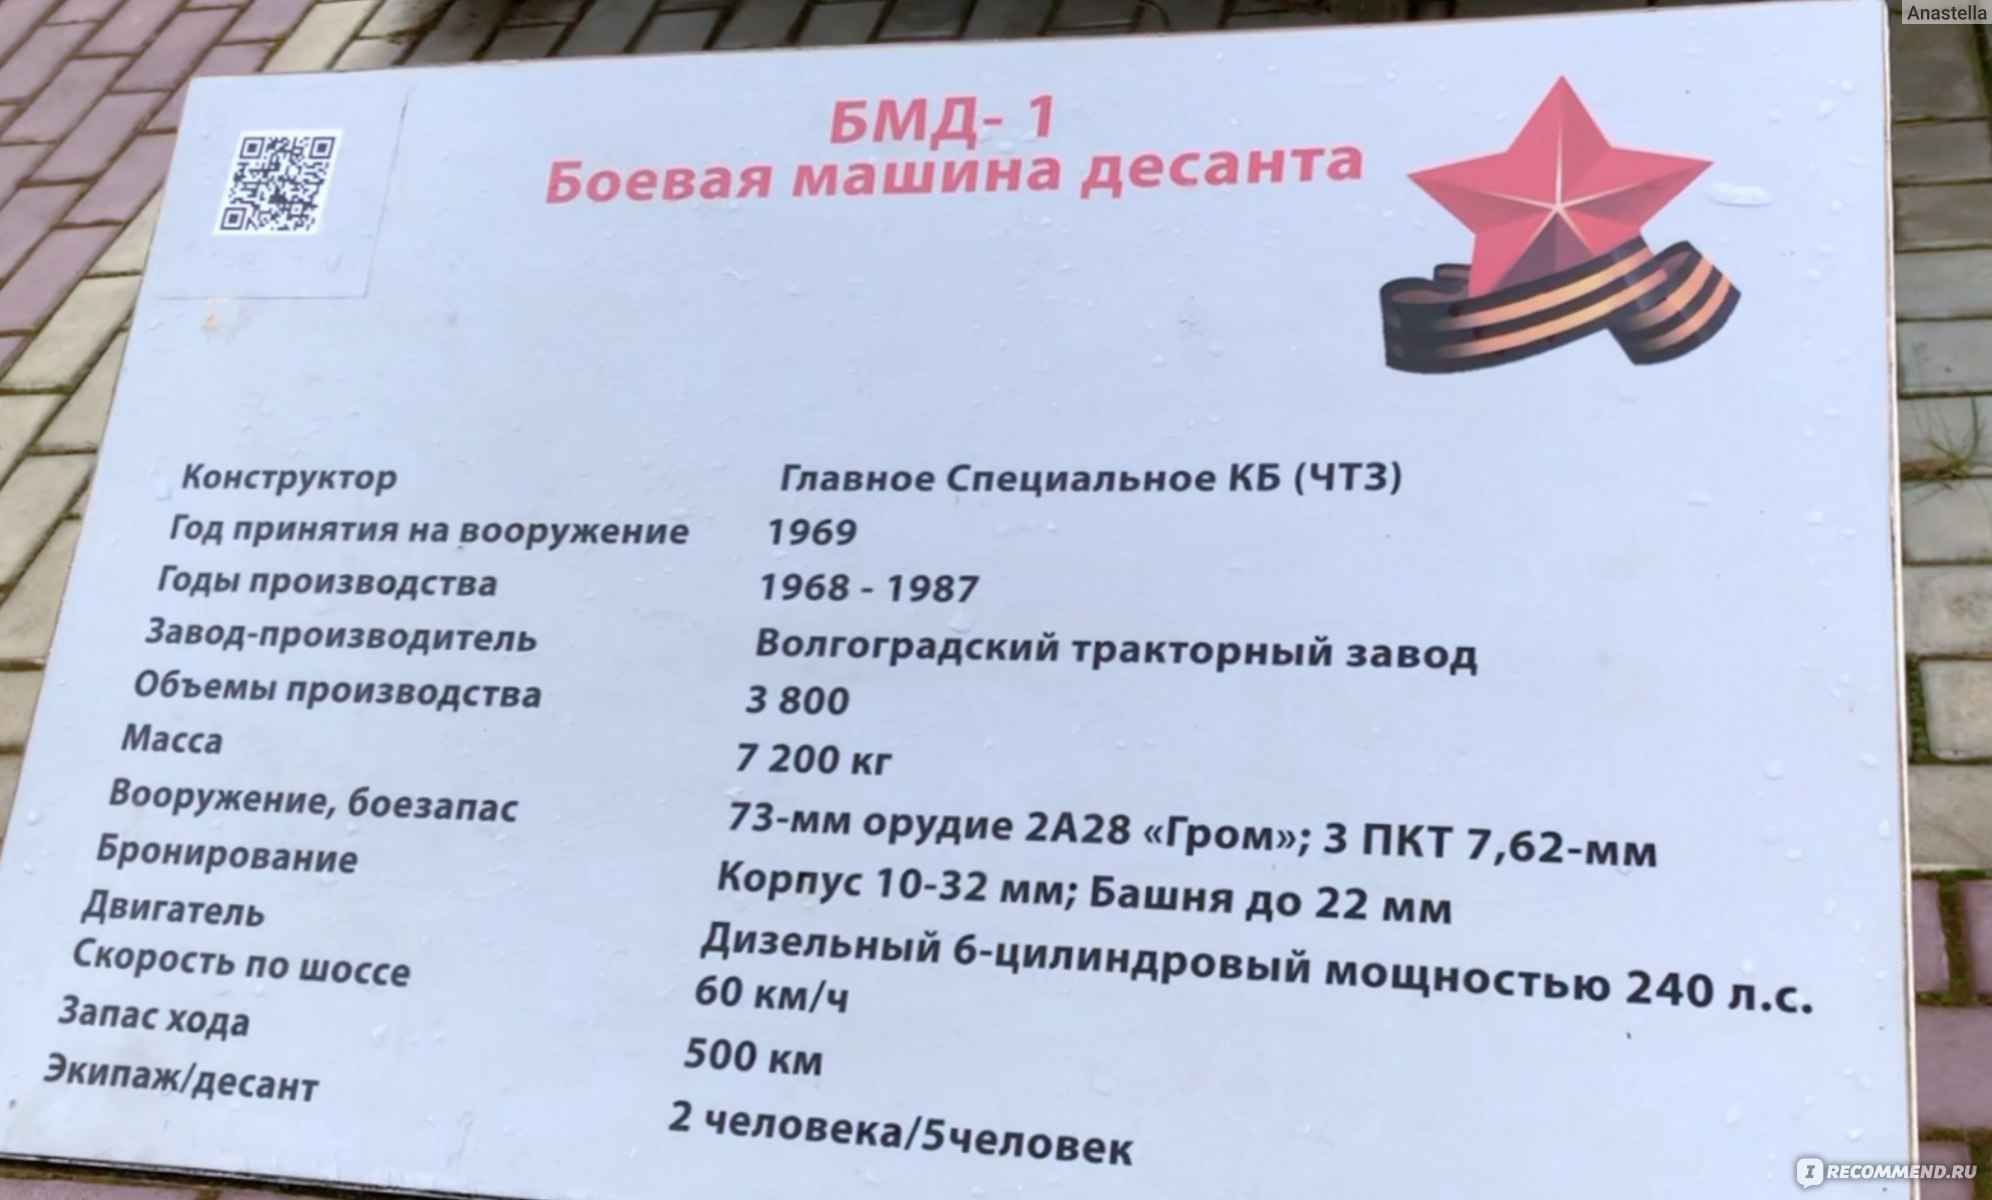 Anastella
БМД- 1
Боевая машина десанта
Конструктор Главное Специальное КБ (ЧТЗ)
Год принятия на вооружение 1969
Годы производства 1968 - 1987
Завод-производитель Волгоградский тракторный завод
Объемы производства 3 800
Масса 7 200 кг
Вооружение, боезапас 73-мм орудие 2А28 «Гром»; 3 ПКТ 7,62-мм
Бронирование Корпус 10-32 мм; Башня до 22 мм
Двигатель Дизельный 6-цилиндровый мощностью 240 л.с.
Скорость по шоссе 60 км/ч
Запас хода 500 км
Экипаж/десант 2 человека/5человек
IRECOMMEND.RU